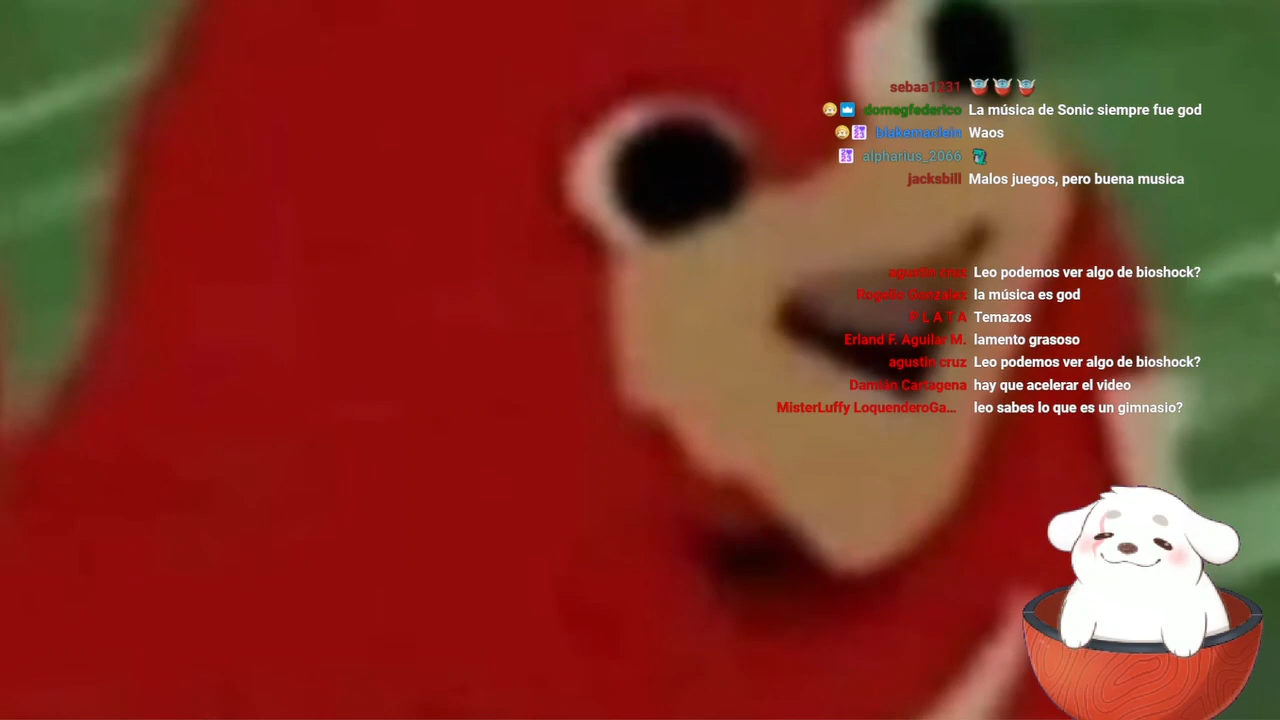 sebaa1231
domegfederico La música de Sonic siempre fue god
blakemaclein Waos
alpharius_2066
jacksbill Malos juegos, pero buena musica
agustin cruz Leo podemos ver algo de bioshock?
Rogelio Gonzalez la música es god
P L A T A Temazos
Erland F. Aguilar M. lamento grasoso
agustin cruz Leo podemos ver algo de bioshock?
Damián Cartagena hay que acelerar el video
MisterLuffy LoquenderoGa... leo sabes lo que es un gimnasio?